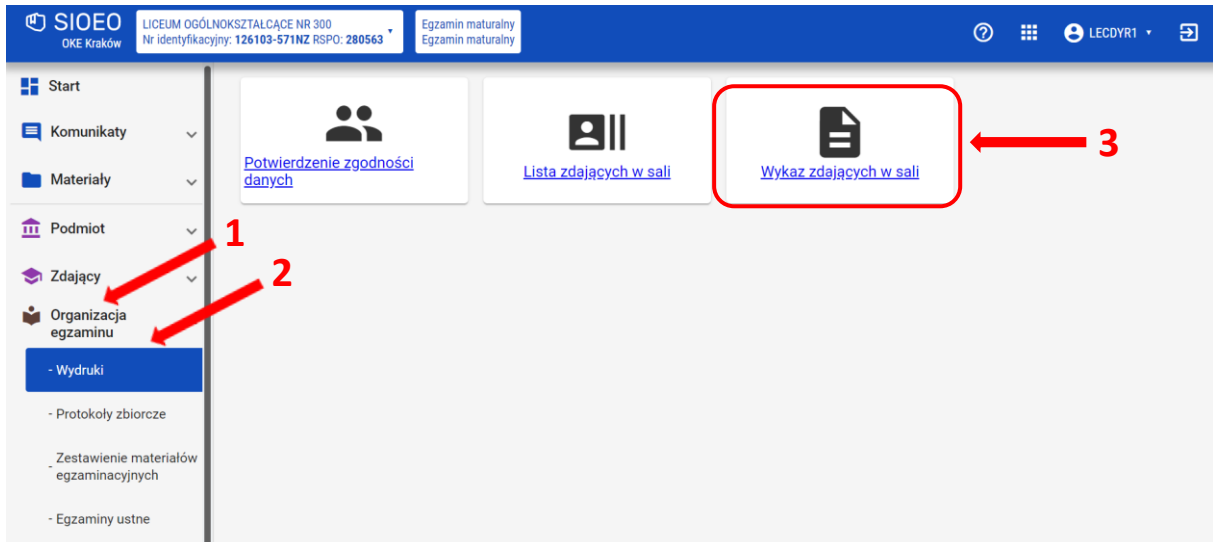 SIOEO
OKE Kraków
LICEUM OGÓLNOKSZTAŁCĄCE NR 300
Nr identyfikacyjny: 126103-571NZ RSPO: 280563
Egzamin maturalny
Egzamin maturalny
LECDYR1
Start
Komunikaty
Materiały
Podmiot
Zdający
Organizacja
egzaminu
- Wydruki
- Protokoły zbiorcze
- Zestawienie materiałów
egzaminacyjnych
- Egzaminy ustne
Potwierdzenie zgodności
danych
Lista zdających w sali
Wykaz zdających w sali
1
2
3